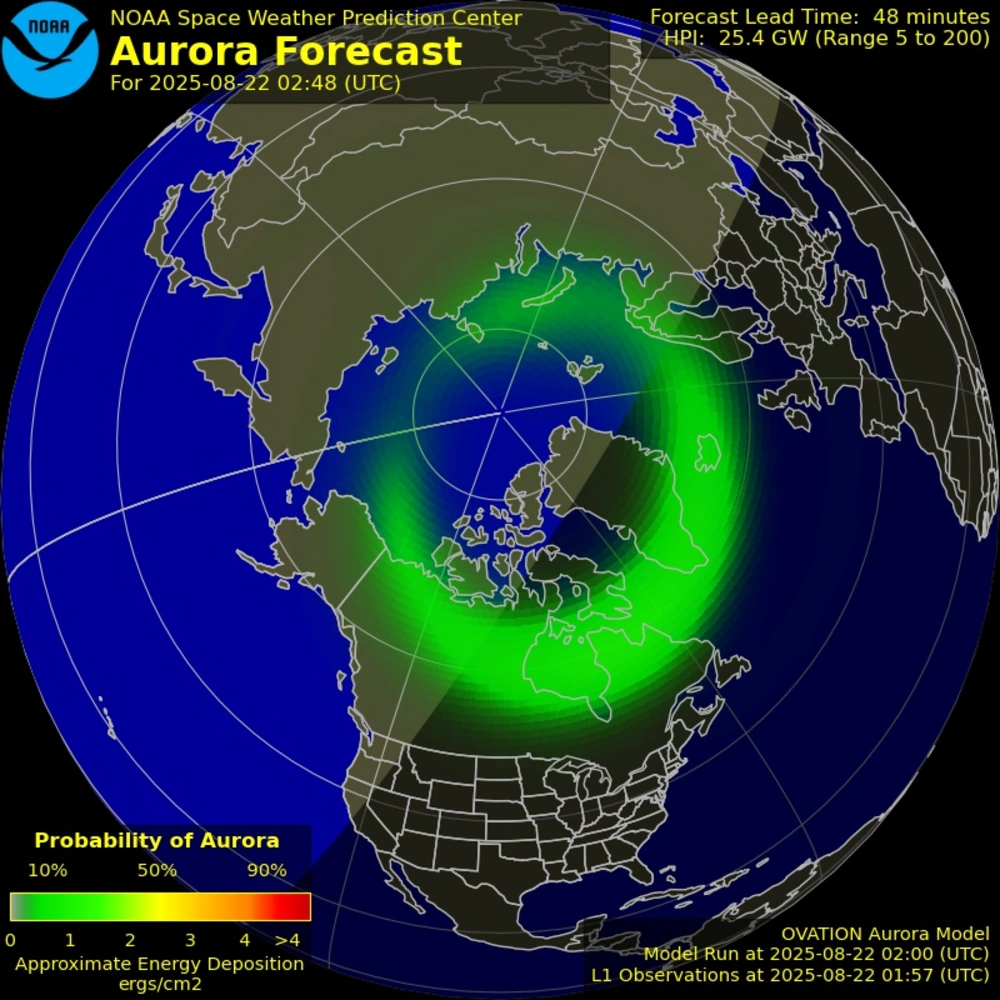 NOAA
NOAA Space Weather Prediction Center
Aurora Forecast
For 2025-08-22 02:48 (UTC)
Forecast Lead Time: 48 minutes
HPI: 25.4 GW (Range 5 to 200)
Probability of Aurora
10% 50% 90%
0 1 2 3 4 >4
Approximate Energy Deposition
ergs/cm2
OVATION Aurora Model
Model Run at 2025-08-22 02:00 (UTC)
L1 Observations at 2025-08-22 01:57 (UTC)